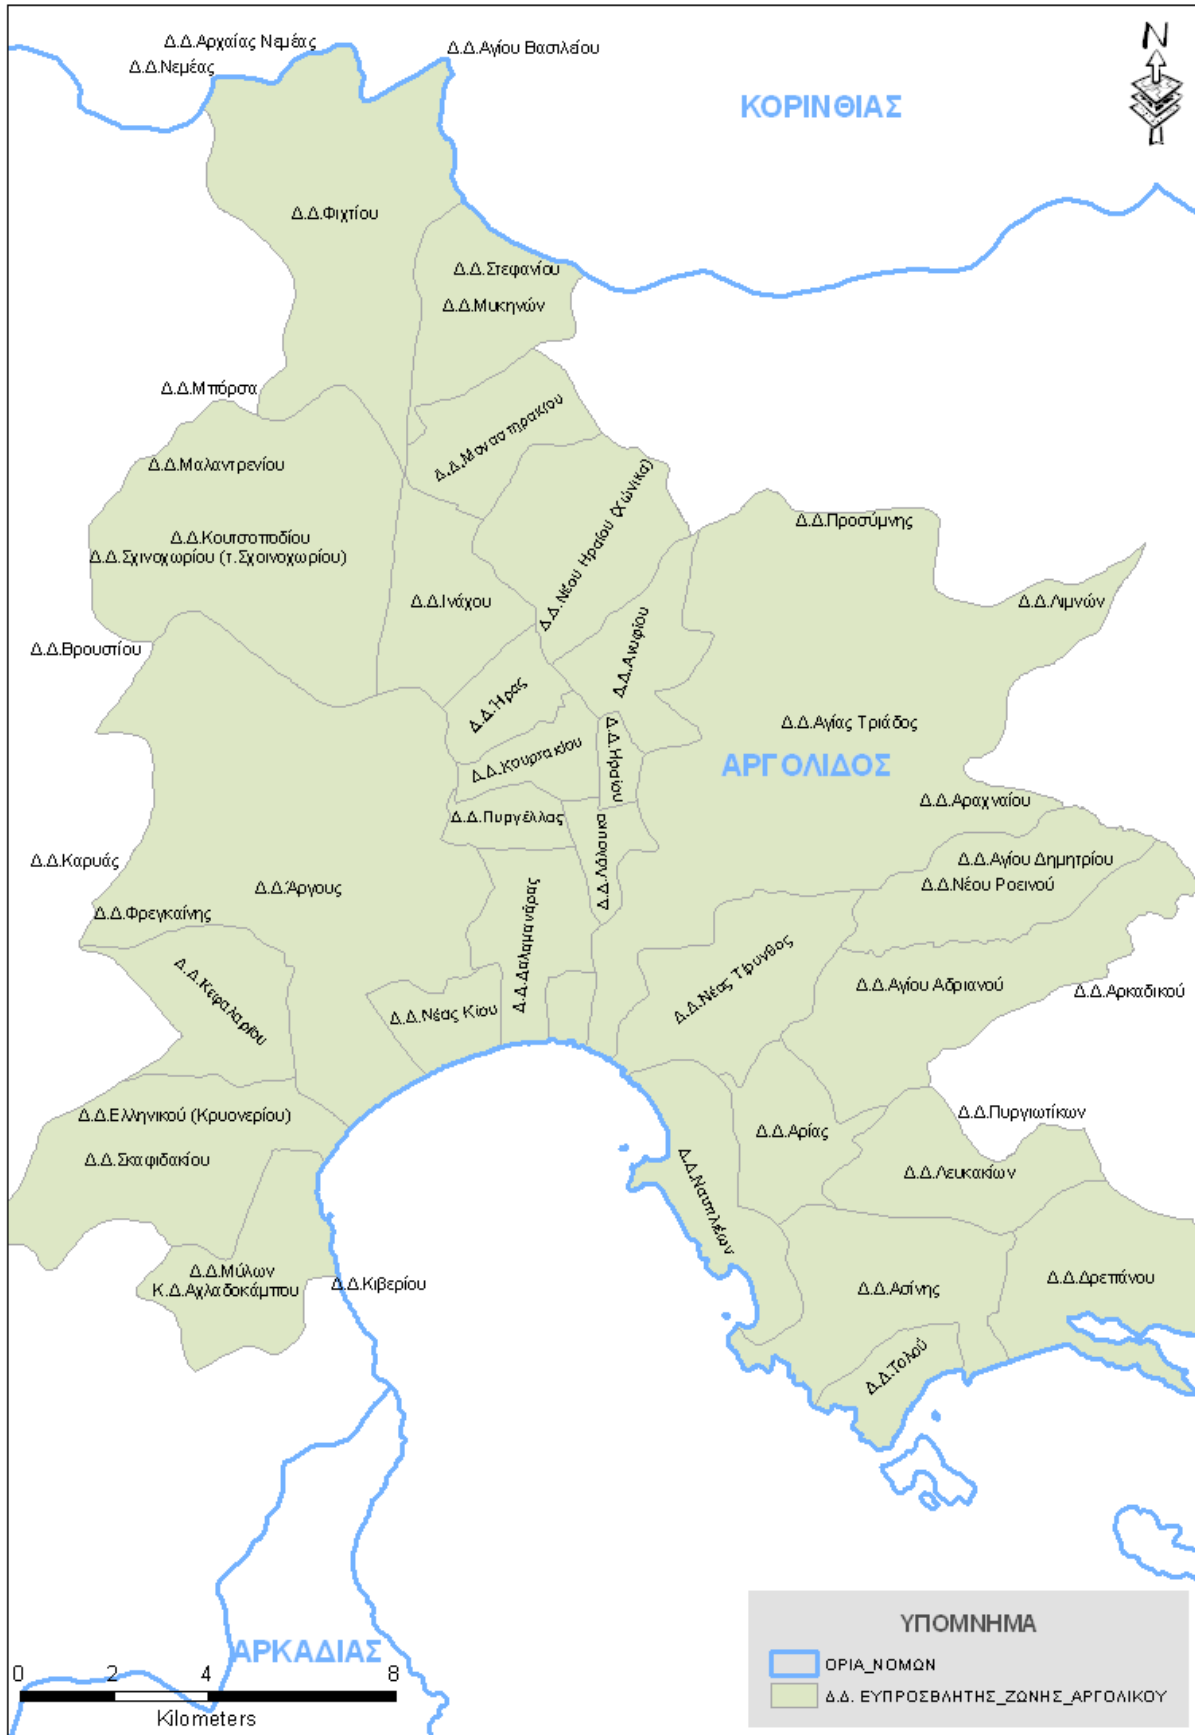 Δ.Δ.Αρχαίας Νεμέας
Δ.Δ.Αγίου Βασιλείου
Δ.Δ.Νεμέας
N
ΚΟΡΙΝΘΙΑΣ
Δ.Δ.Φιχτίου
Δ.Δ.Στεφανίου
Δ.Δ.Μυκηνών
Δ.Δ.Μπόρσα
Δ.Δ.Μοναστηρακίου
Δ.Δ.Μαλαντρενίου
Δ.Δ.Νέου Ηραίου (Χώνικα)
Δ.Δ.Προσύμνης
Δ.Δ.Κουτσοποδίου
Δ.Δ.Σχινοχωρίου (τ.Σχοινοχωρίου)
Δ.Δ.Ινάχου
Δ.Δ.Λιμνών
Δ.Δ.Βρουστίου
Δ.Δ.Ανυφίου
Δ.Δ.Ήρας
Δ.Δ.Αγίας Τριάδος
Δ.Δ.Κουρτακίου
Δ.Δ.Ηραίου
ΑΡΓΟΛΙΔΟΣ
Δ.Δ.Αραχναίου
Δ.Δ.Πυργέλλας
Δ.Δ.Λάλουκα
Δ.Δ.Καρυάς
Δ.Δ.Αγίου Δημητρίου
Δ.Δ.Άργους
Δ.Δ.Νέου Ροεινού
Δ.Δ.Φρεγκαίνης
Δ.Δ.Δαλαμανάρας
Δ.Δ.Κεφαλαρίου
Δ.Δ.Νέας Τίρυνθος
Δ.Δ.Αγίου Αδριανού
Δ.Δ.Αρκαδικού
Δ.Δ.Νέας Κίου
Δ.Δ.Ελληνικού (Κρυονερίου)
Δ.Δ.Πυργιωτίκων
Δ.Δ.Αρίας
Δ.Δ.Σκαφιδακίου
Δ.Δ.Λευκακίων
Δ.Δ.Ναυπλιέων
Δ.Δ.Μύλων
Κ.Δ.Αχλαδοκάμπου
Δ.Δ.Κιβερίου
Δ.Δ.Ασίνης
Δ.Δ.Δρεπάνου
Δ.Δ.Τολού
ΑΡΚΑΔΙΑΣ
0 2 4 8
Kilometers
ΥΠΟΜΝΗΜΑ
ΟΡΙΑ_ΝΟΜΩΝ
Δ.Δ. ΕΥΠΡΟΣΒΛΗΤΗΣ_ΖΩΝΗΣ_ΑΡΓΟΛΙΚΟΥ